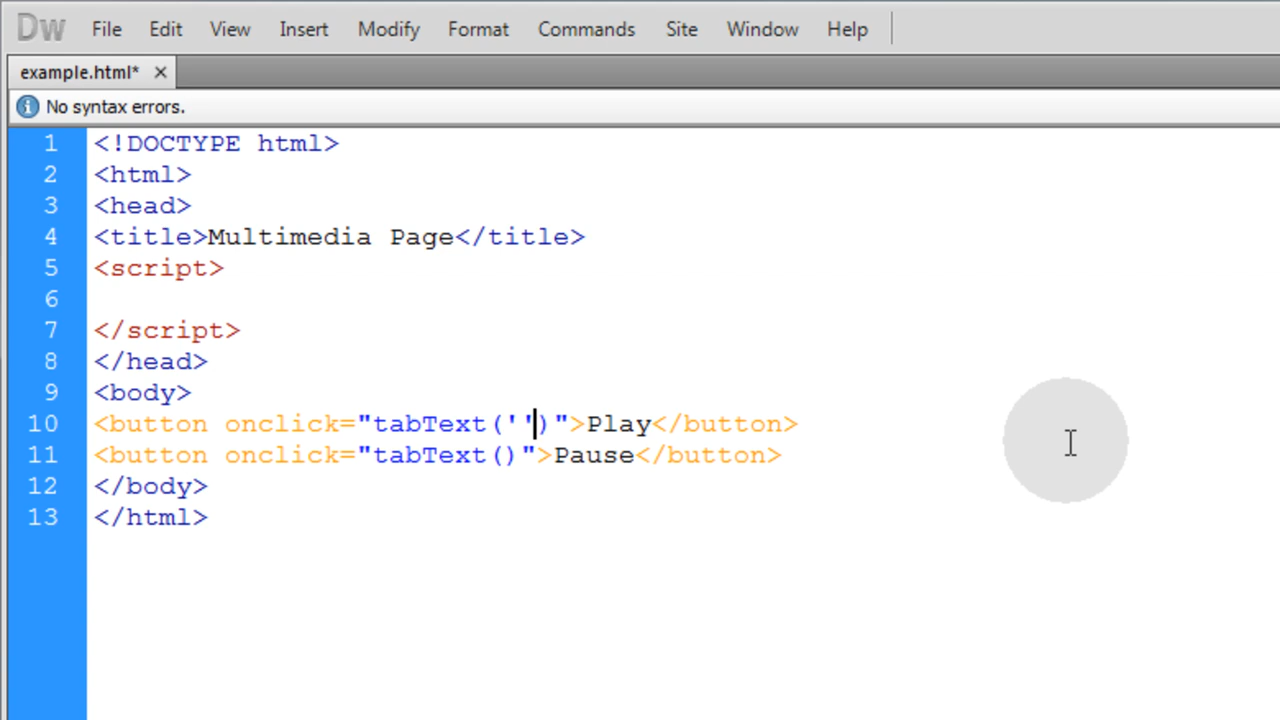 Dw File Edit View Insert Modify Format Commands Site Window Help
example.html*
No syntax errors.
1 <!DOCTYPE html>
2 <html>
3 <head>
4 <title>Multimedia Page</title>
5 <script>
6
7 </script>
8 </head>
9 <body>
10 <button onclick="tabText('')">Play</button>
11 <button onclick="tabText()">Pause</button>
12 </body>
13 </html>